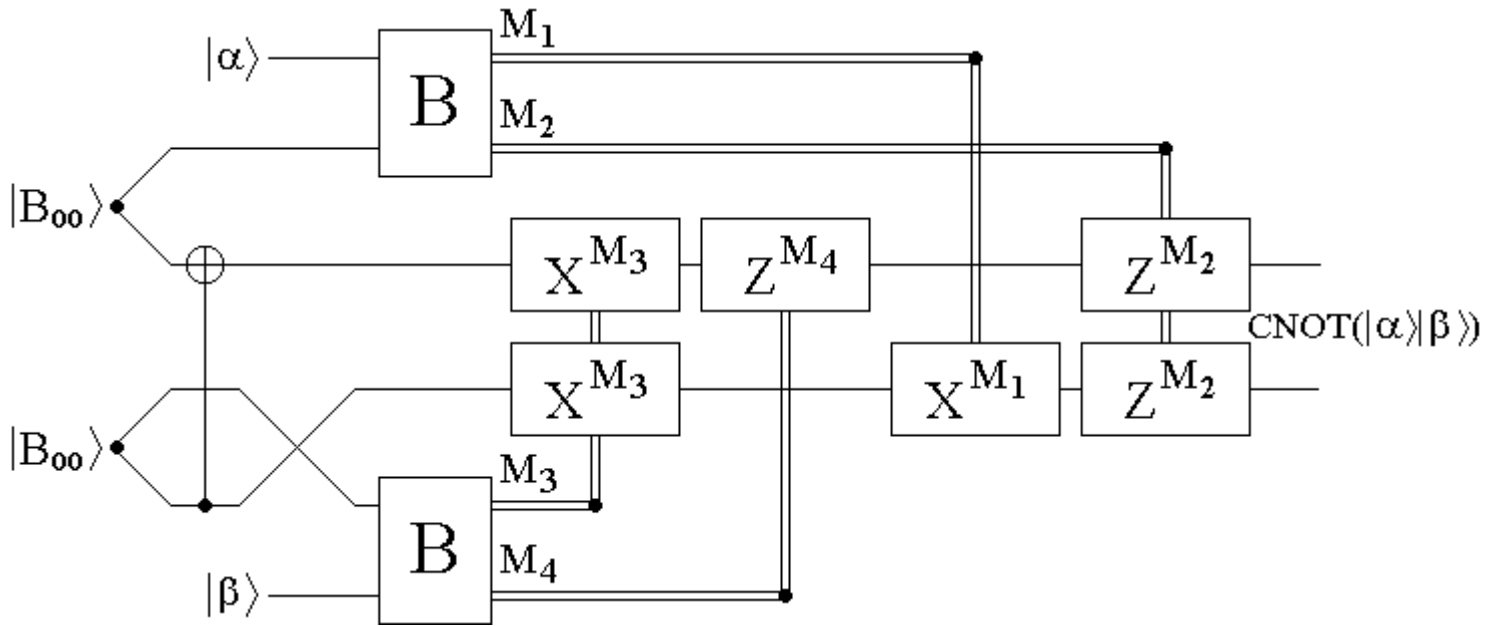 |α⟩
B
M₁
M₂
|B₀₀⟩
X^M₃
Z^M₄
Z^M₂
CNOT(|α⟩|β⟩)
X^M₃
X^M₁
Z^M₂
|B₀₀⟩
B
M₃
M₄
|β⟩